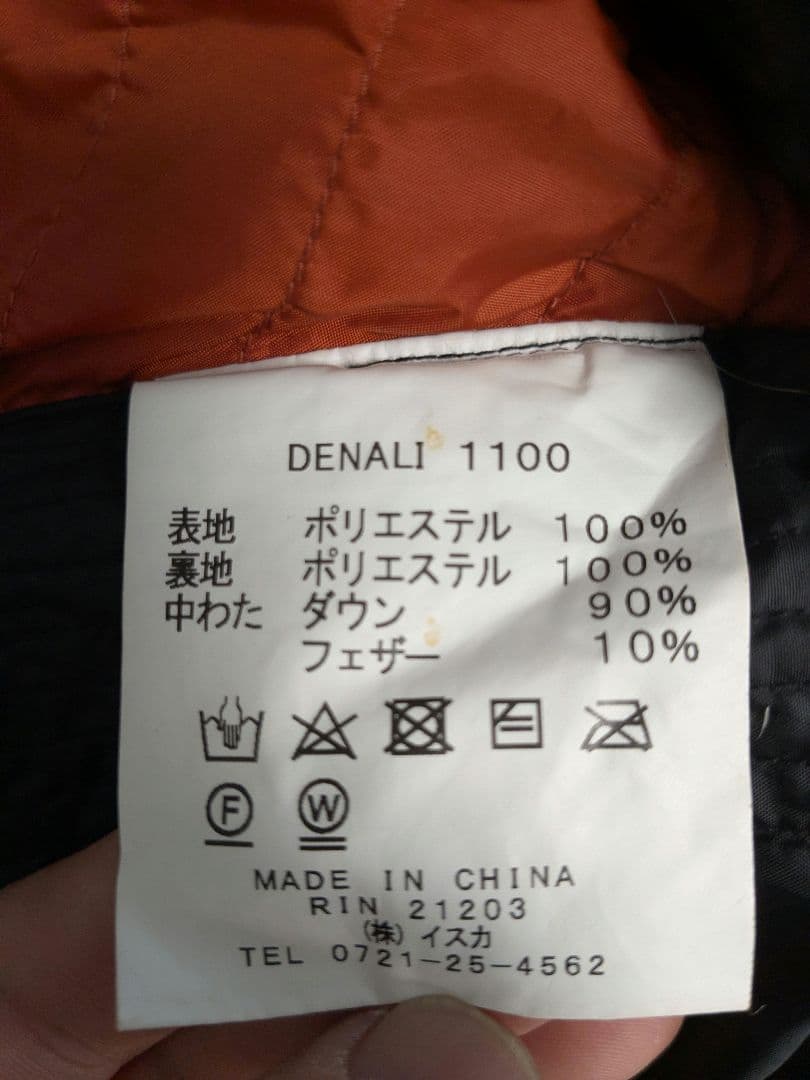 DENALI 1100
表地 ポリエステル 100%
裏地 ポリエステル 100%
中わた ダウン 90%
フェザー 10%
F W
MADE IN CHINA
RIN 21203
(株) イスカ
TEL 0721-25-4562